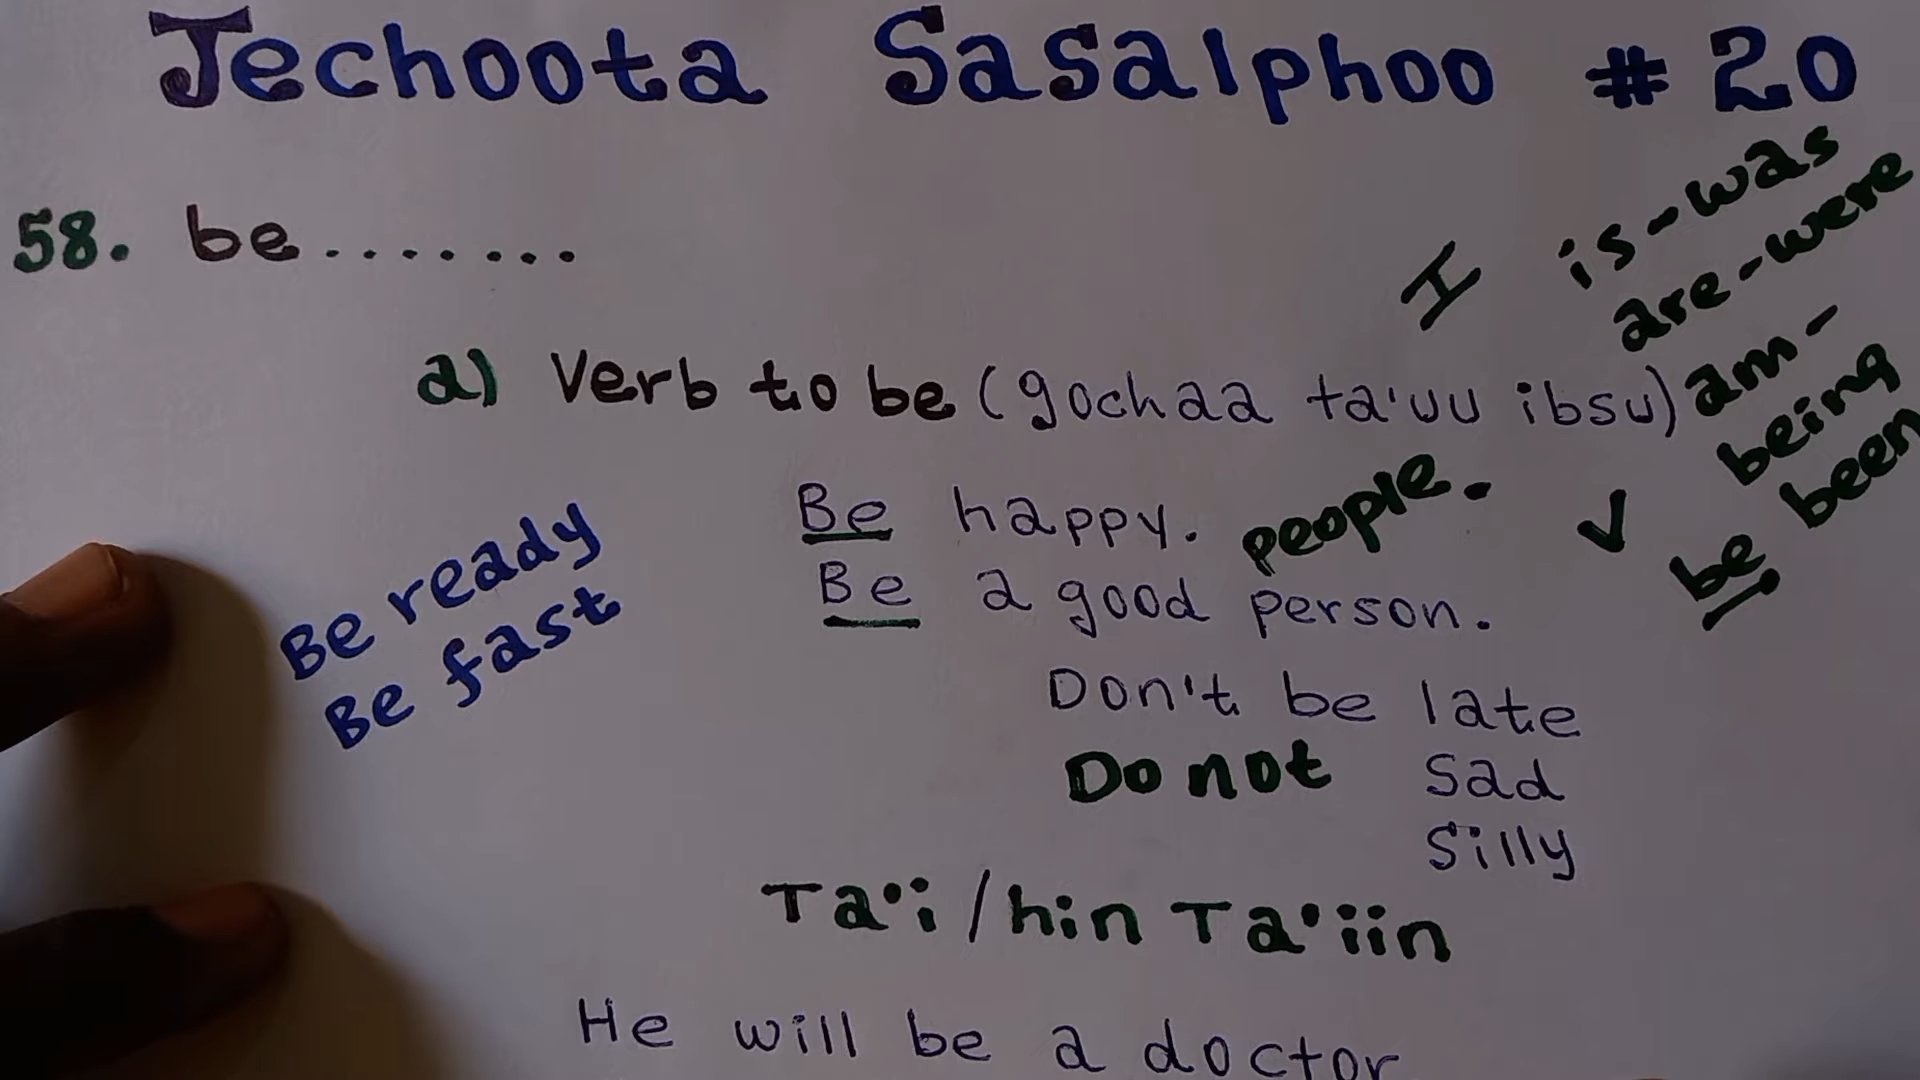 Jechoota Sasalphoo # 20
58. be........
I
is-was
are-were
am-
being
been
be
a) Verb to be (gochaa ta'uu ibsu)
Be happy.
people.
Be a good person.
Be ready
Be fast
Don't be late
Do not sad
silly
Ta'i/hin Ta'iin
He will be a doctor